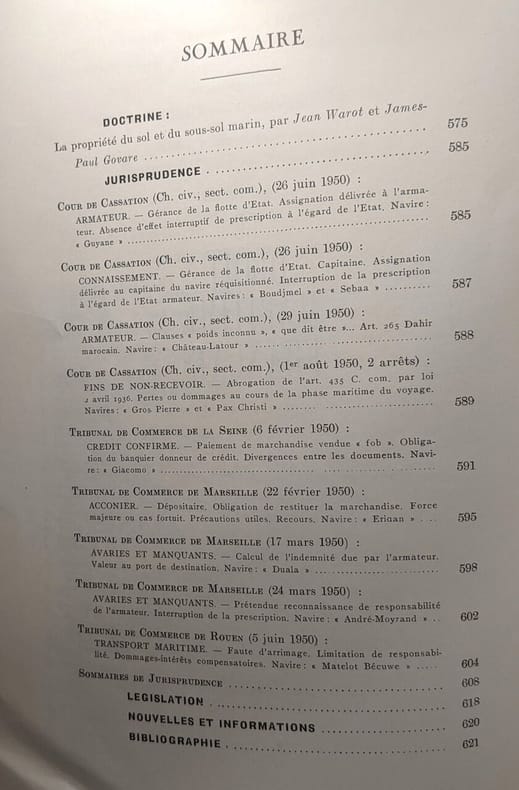 SOMMAIRE
DOCTRINE :
La propriété du sol et du sous-sol marin, par Jean Warot et James-
Paul Govare ........ 575
JURISPRUDENCE ........ 585
COUR DE CASSATION (Ch. civ., sect. com.), (26 juin 1950) :
ARMATEUR. — Gérance de la flotte d'Etat. Assignation délivrée à l'arma-
teur. Absence d'effet interruptif de prescription à l'égard de l'Etat. Navire :
« Guyane » ........ 585
COUR DE CASSATION (Ch. civ., sect. com.), (26 juin 1950) :
CONNAISSEMENT. — Gérance de la flotte d'Etat. Capitaine. Assignation
délivrée au capitaine du navire réquisitionné. Interruption de la prescription
à l'égard de l'Etat armateur. Navires : « Boudjmel » et « Sebaa » ........ 587
COUR DE CASSATION (Ch. civ., sect. com.), (29 juin 1950) :
ARMATEUR. — Clauses « poids inconnu », « que dit être »... Art. 265 Dahir
marocain. Navire : « Château-Latour » ........ 588
COUR DE CASSATION (Ch. civ., sect. com.), (1er août 1950, 2 arrêts) :
FINS DE NON-RECEVOIR. — Abrogation de l'art. 435 C. com. par loi
2 avril 1936. Pertes ou dommages au cours de la phase maritime du voyage.
Navires : « Gros Pierre » et « Pax Christi » ........ 589
TRIBUNAL DE COMMERCE DE LA SEINE (6 février 1950) :
CREDIT CONFIRME. — Paiement de marchandise vendue « fob ». Obliga-
tion du banquier donneur de crédit. Divergences entre les documents. Navi-
re : « Giacomo » ........ 591
TRIBUNAL DE COMMERCE DE MARSEILLE (22 février 1950) :
ACCONIER. — Dépositaire. Obligation de restituer la marchandise. Force
majeure ou cas fortuit. Précautions utiles. Recours. Navire : « Eridan » .... 595
TRIBUNAL DE COMMERCE DE MARSEILLE (17 mars 1950) :
AVARIES ET MANQUANTS. — Calcul de l'indemnité due par l'armateur.
Valeur au port de destination. Navire : « Duala » ........ 598
TRIBUNAL DE COMMERCE DE MARSEILLE (24 mars 1950) :
AVARIES ET MANQUANTS. — Prétendue reconnaissance de responsabilité
de l'armateur. Interruption de la prescription. Navire : « André-Moyrand » .. 602
TRIBUNAL DE COMMERCE DE ROUEN (5 juin 1950) :
TRANSPORT MARITIME. — Faute d'arrimage. Limitation de responsabi-
lité. Dommages-intérêts compensatoires. Navire : « Matelot Bécuwe » ..... 604
SOMMAIRES DE JURISPRUDENCE ........ 608
LEGISLATION ........ 618
NOUVELLES ET INFORMATIONS ........ 620
BIBLIOGRAPHIE ........ 621